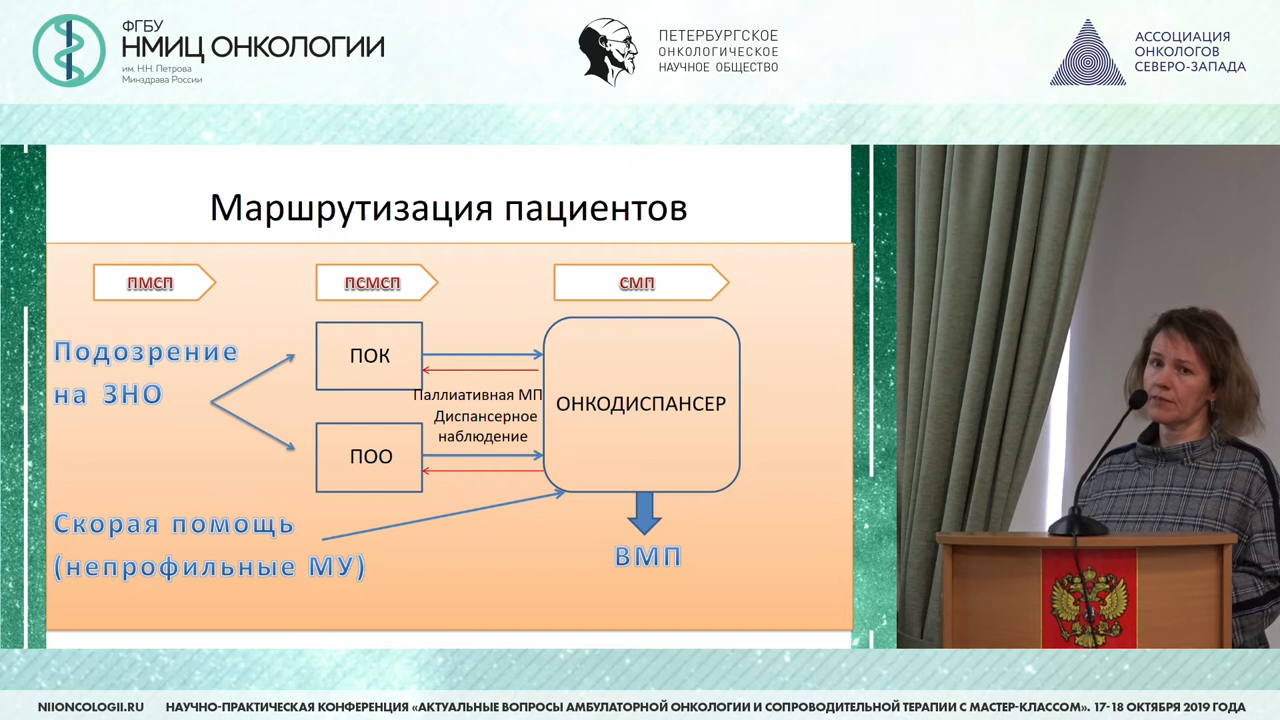 ФГБУ
НМИЦ ОНКОЛОГИИ
им. Н.Н. Петрова
Минздрава России
ПЕТЕРБУРГСКОЕ
ОНКОЛОГИЧЕСКОЕ
НАУЧНОЕ ОБЩЕСТВО
АССОЦИАЦИЯ
ОНКОЛОГОВ
СЕВЕРО-ЗАПАДА
Маршрутизация пациентов
ПМСП
ПСМСП
СМП
Подозрение
на ЗНО
ПОК
Паллиативная МП
Диспансерное
наблюдение
ПОО
ОНКОДИСПАНСЕР
Скорая помощь
(непрофильные МУ)
ВМП
NIIONCOLOGII.RU НАУЧНО-ПРАКТИЧЕСКАЯ КОНФЕРЕНЦИЯ «АКТУАЛЬНЫЕ ВОПРОСЫ АМБУЛАТОРНОЙ ОНКОЛОГИИ И СОПРОВОДИТЕЛЬНОЙ ТЕРАПИИ С МАСТЕР-КЛАССОМ». 17-18 ОКТЯБРЯ 2019 ГОДА